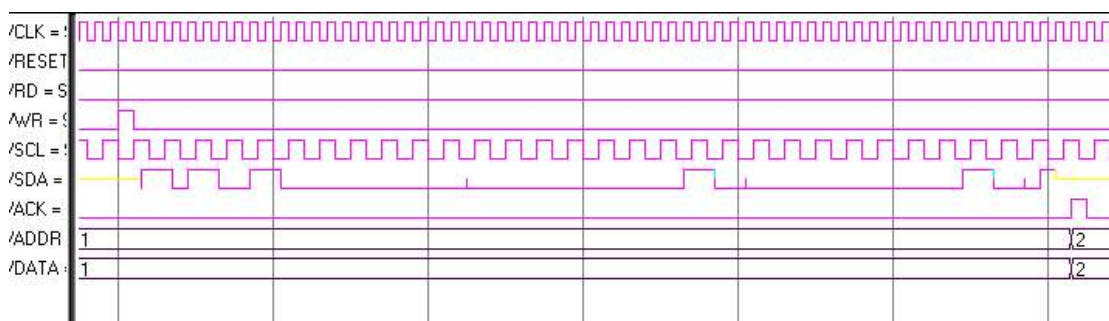 /CLK = S
/RESET
/RD = S
/WR = S
/SCL = S
/SDA =
/ACK =
/ADDR 1 2
/DATA = 1 2